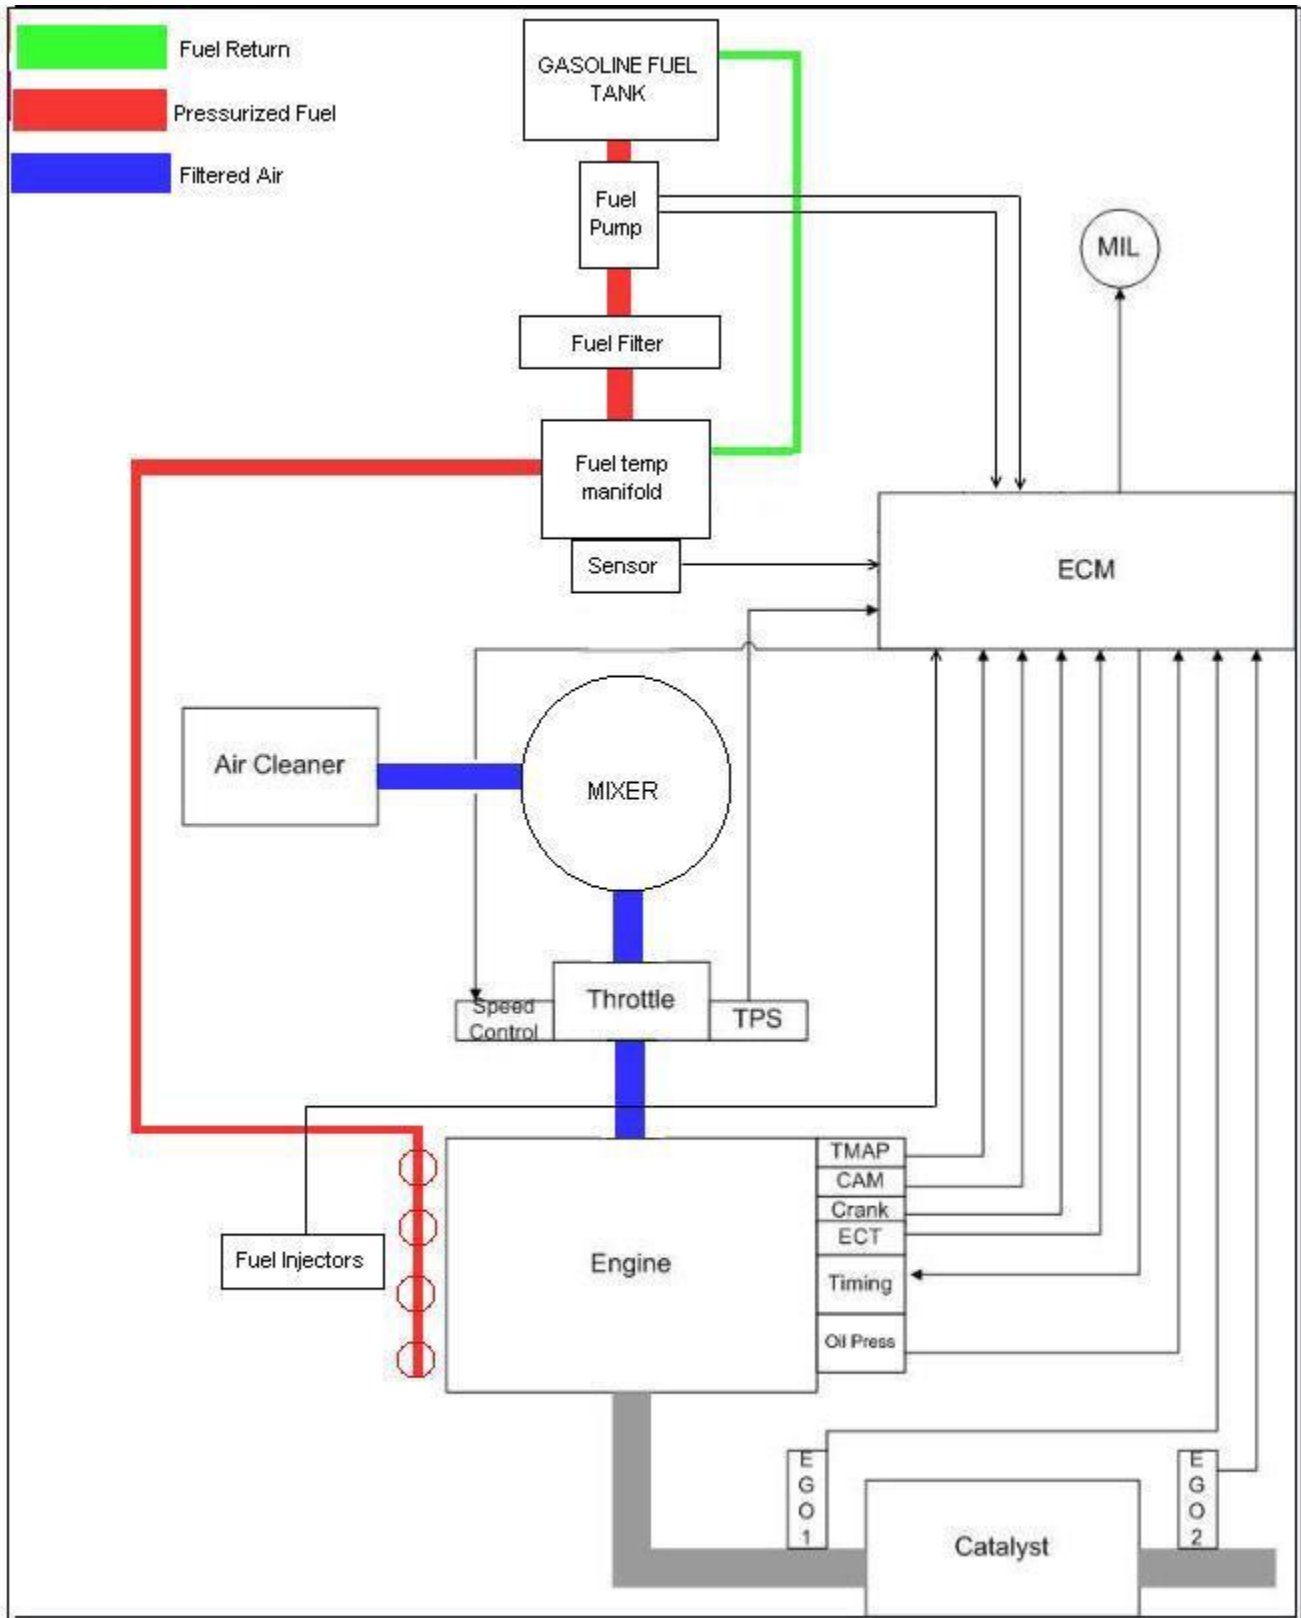 Fuel Return
Pressurized Fuel
Filtered Air
GASOLINE FUEL
TANK
Fuel
Pump
MIL
Fuel Filter
Fuel temp
manifold
Sensor
ECM
Air Cleaner
MIXER
Speed
Control
Throttle
TPS
TMAP
CAM
Crank
ECT
Timing
Oil Press
Engine
Fuel Injectors
E
G
O
1
E
G
O
2
Catalyst